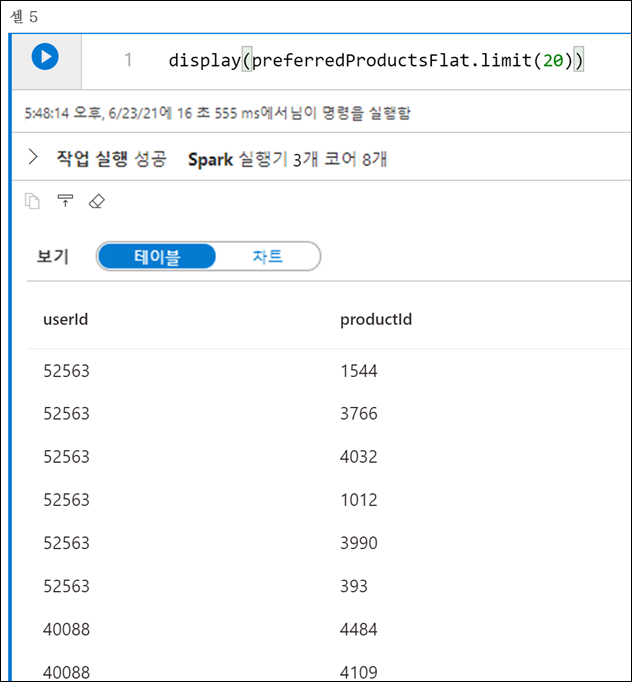 셀 5
1 display(preferredProductsFlat.limit(20))
5:48:14 오후, 6/23/21에 16 초 555 ms에서님이 명령을 실행함
작업 실행 성공 Spark 실행기 3개 코어 8개
보기 테이블 차트
userId productId
52563 1544
52563 3766
52563 4032
52563 1012
52563 3990
52563 393
40088 4484
40088 4109